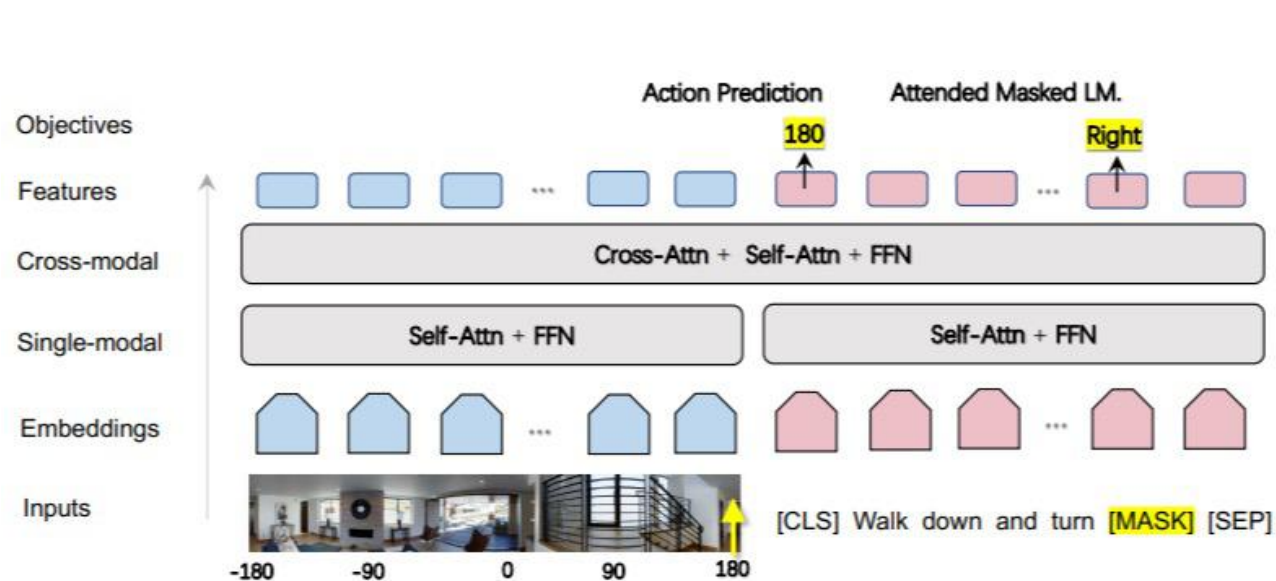 Action Prediction Attended Masked LM.
Objectives 180 Right
Features ... ...
Cross-modal Cross-Attn + Self-Attn + FFN
Single-modal Self-Attn + FFN Self-Attn + FFN
Embeddings ... ...
Inputs [CLS] Walk down and turn [MASK] [SEP]
-180 -90 0 90 180